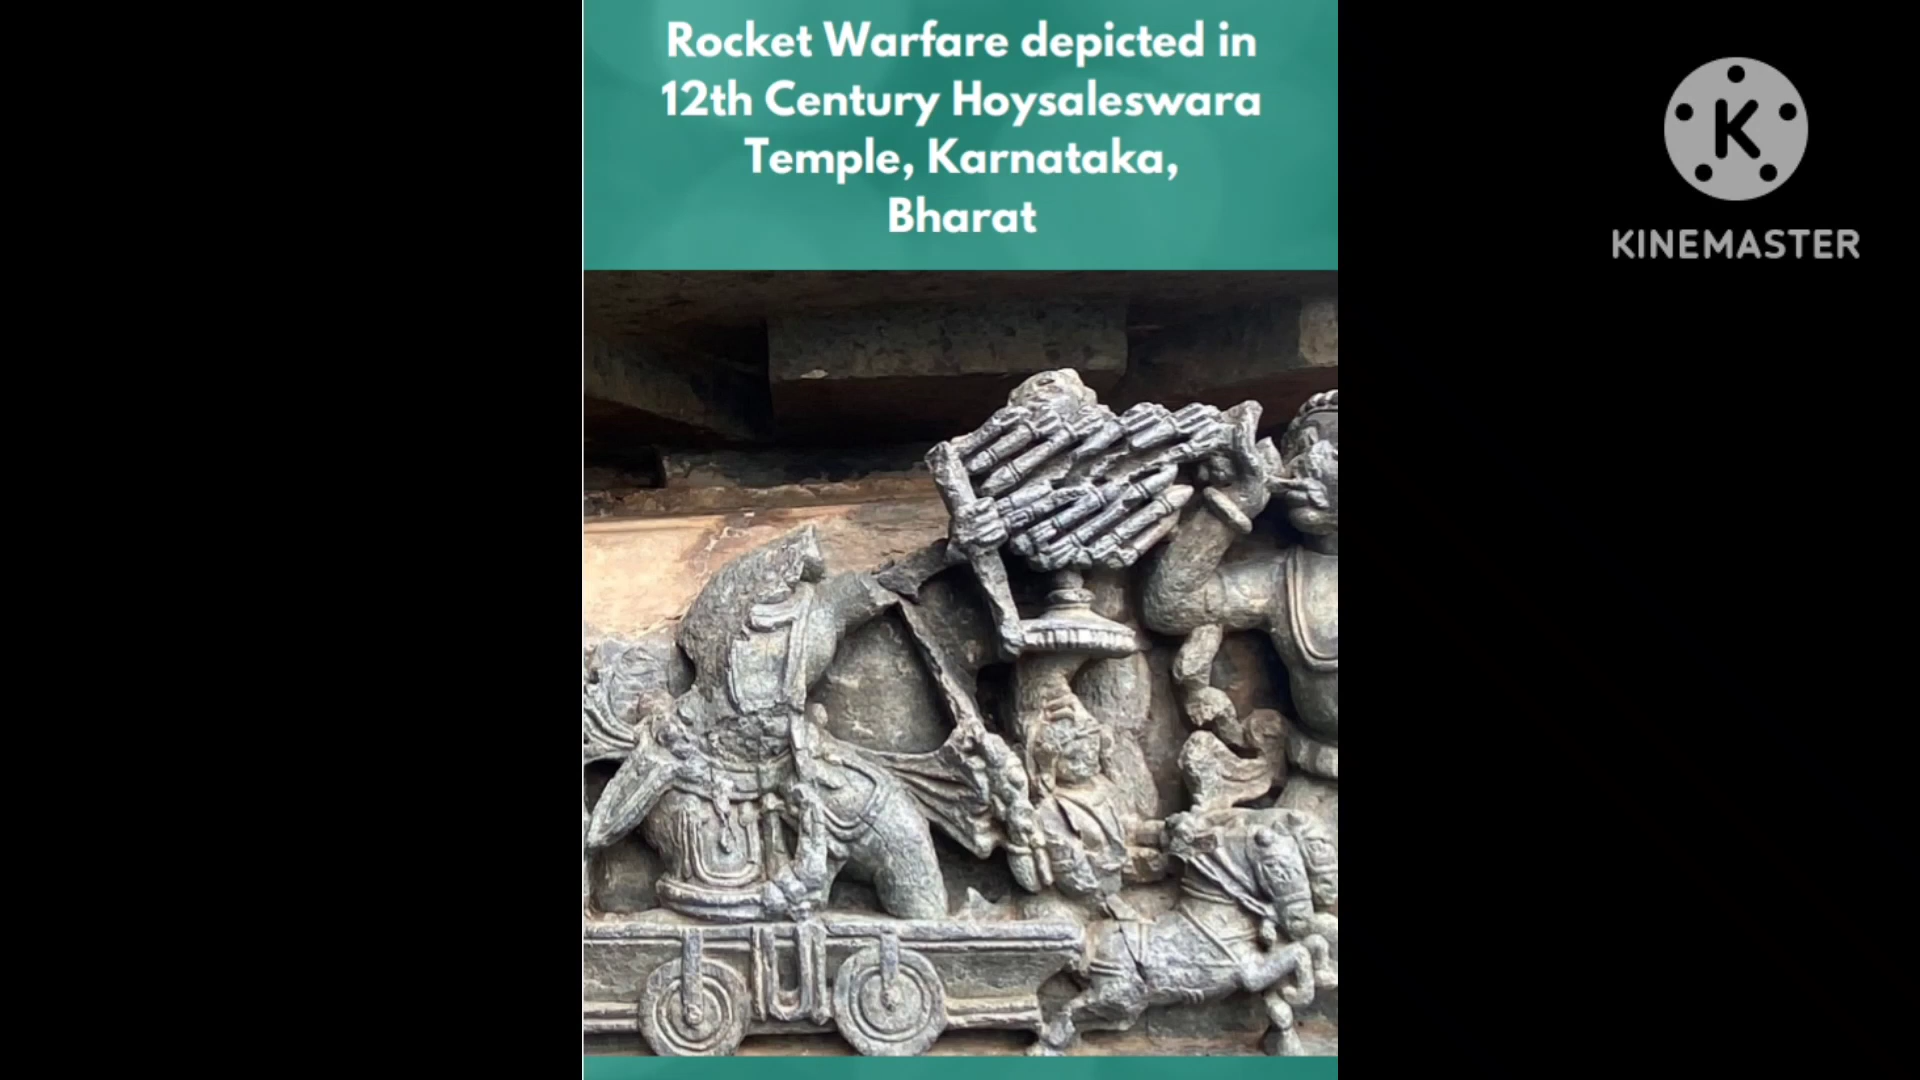 Rocket Warfare depicted in
12th Century Hoysaleswara
Temple, Karnataka,
Bharat
K
KINEMASTER